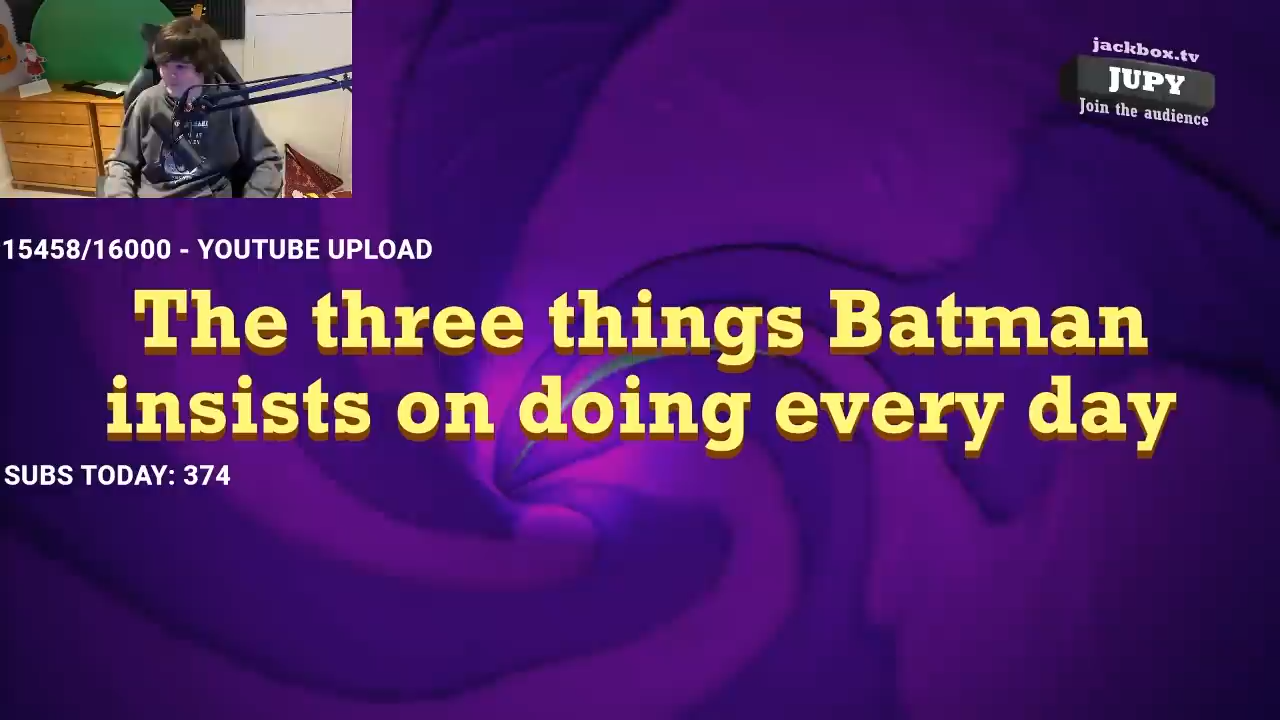 jackbox.tv
JUPY
Join the audience
15458/16000 - YOUTUBE UPLOAD
The three things Batman
insists on doing every day
SUBS TODAY: 374